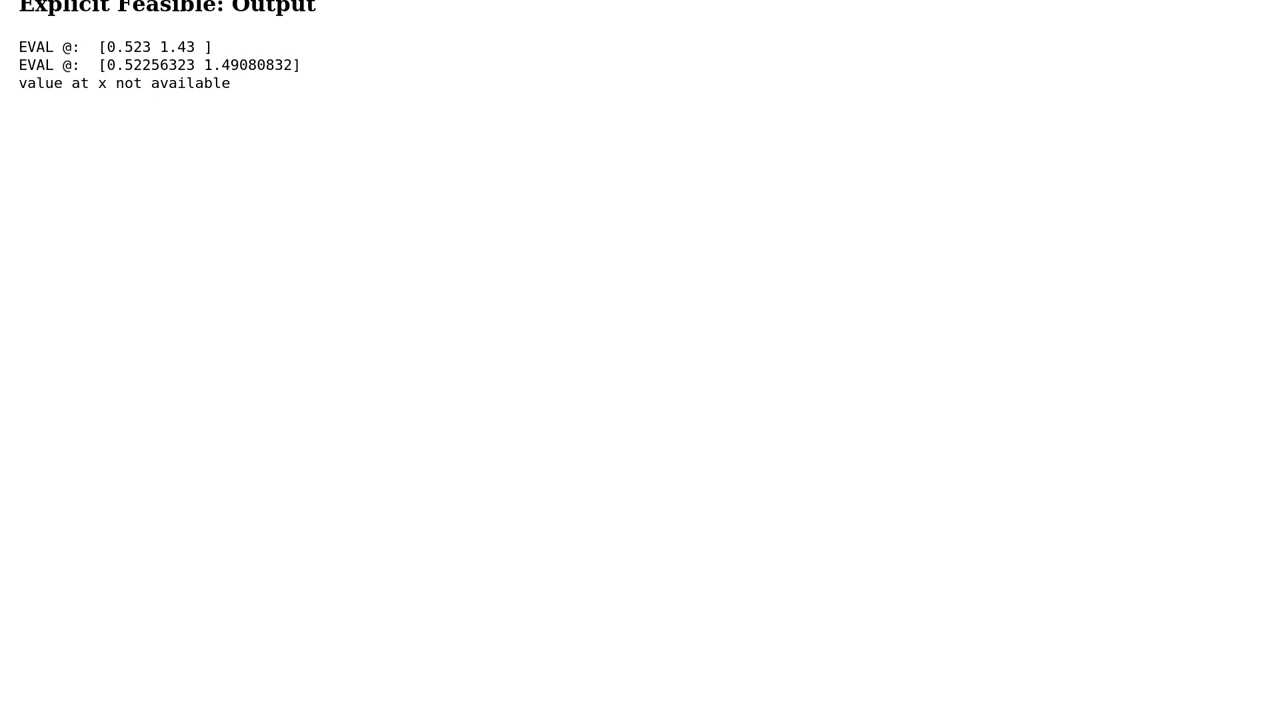 Explicit Feasible: Output
EVAL @:  [0.523 1.43 ]
EVAL @:  [0.52256323 1.49080832]
value at x not available